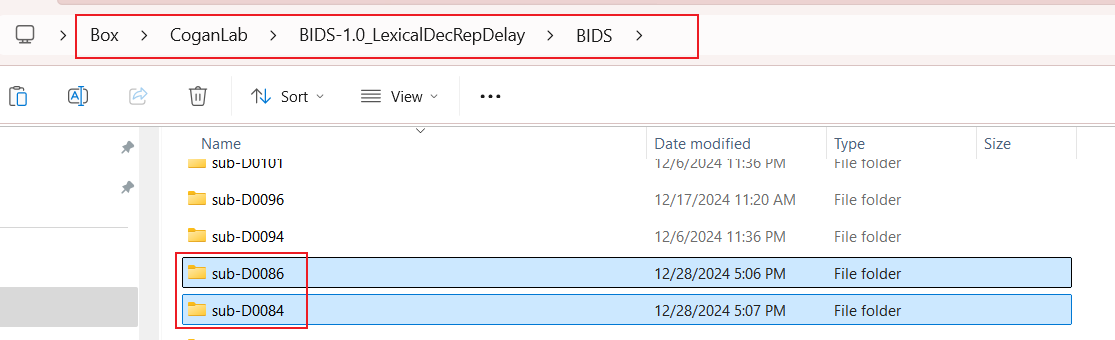 Box > CoganLab > BIDS-1.0_LexicalDecRepDelay > BIDS >
Sort View
Name Date modified Type Size
sub-D0101 12/6/2024 11:36 PM File folder
sub-D0096 12/17/2024 11:20 AM File folder
sub-D0094 12/6/2024 11:36 PM File folder
sub-D0086 12/28/2024 5:06 PM File folder
sub-D0084 12/28/2024 5:07 PM File folder